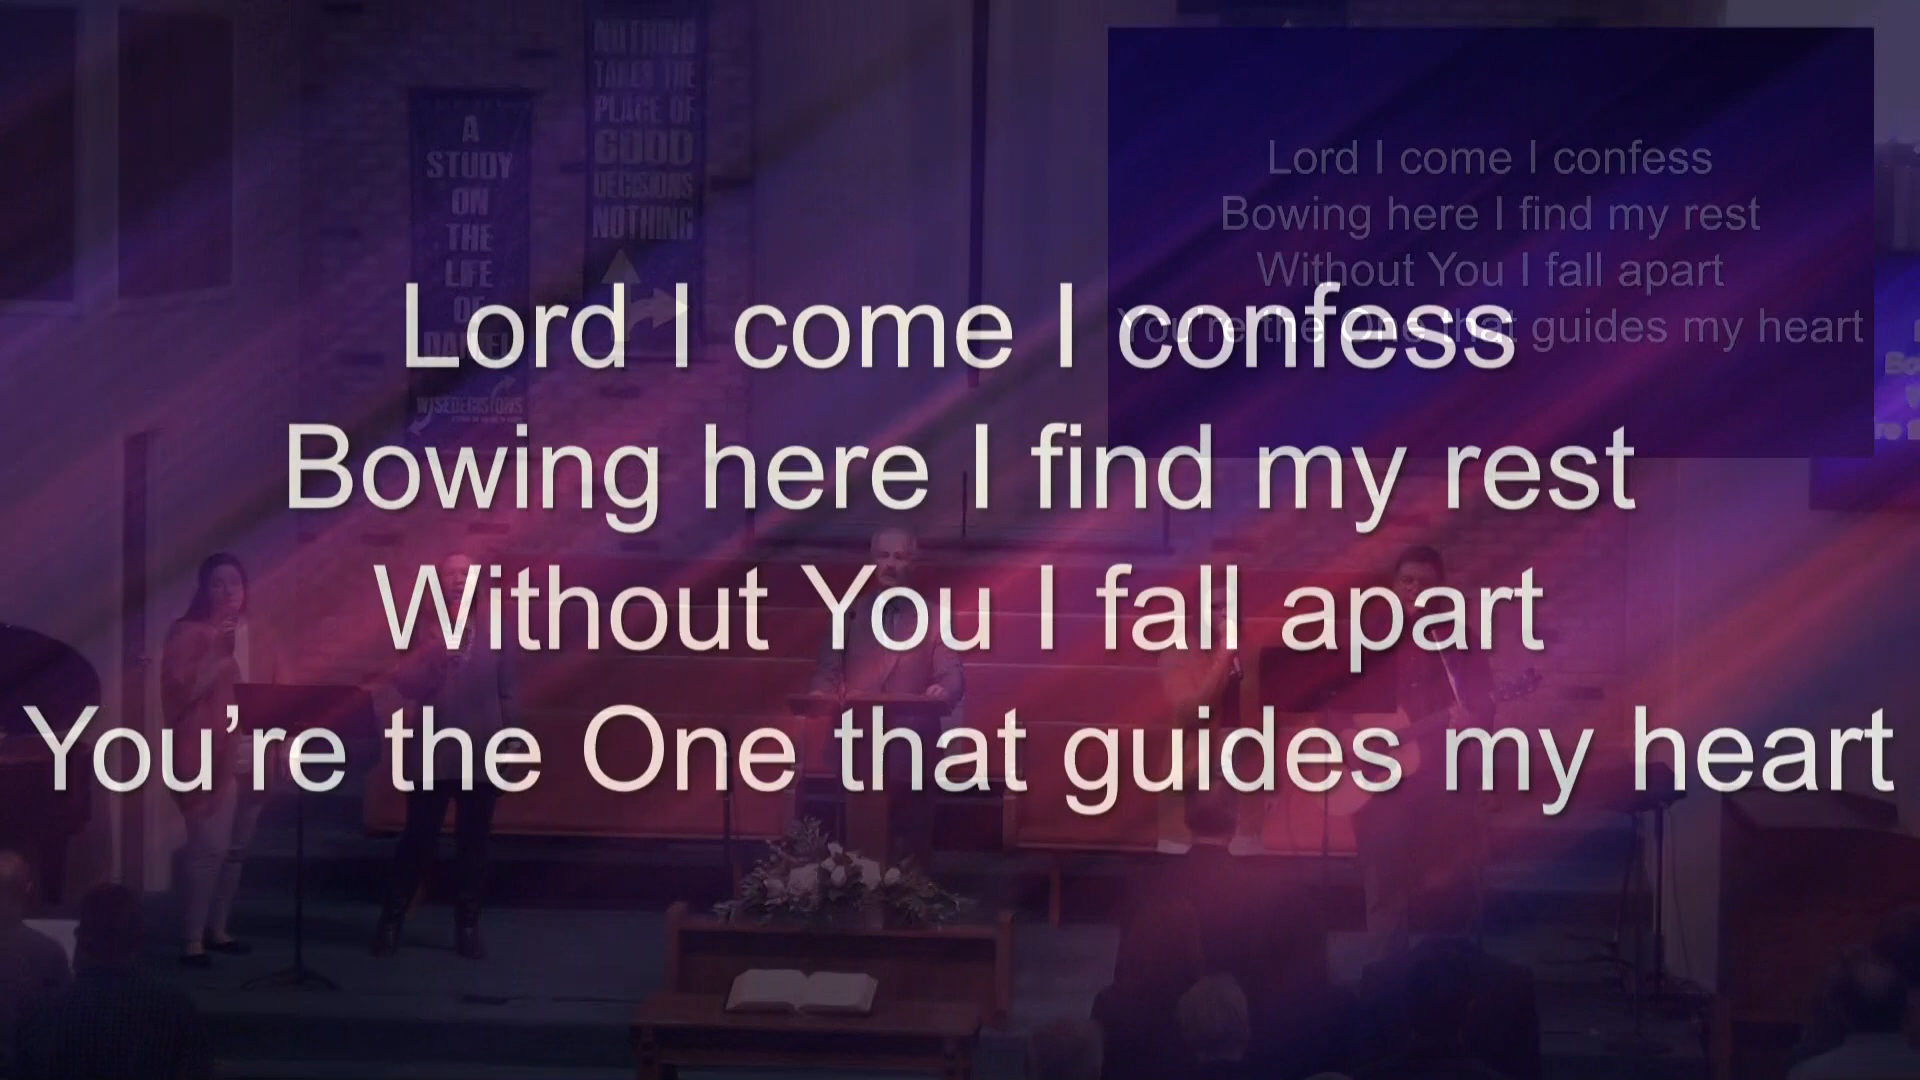 NOTHING
TAKES THE
PLACE OF
GOOD
DECISIONS
NOTHING
A
STUDY
ON
THE
LIFE
OF
DANIEL
WISEDECISIONS
Lord I come I confess
Bowing here I find my rest
Without You I fall apart
You're the One that guides my heart
Lord I come I confess
Bowing here I find my rest
Without You I fall apart
You’re the One that guides my heart